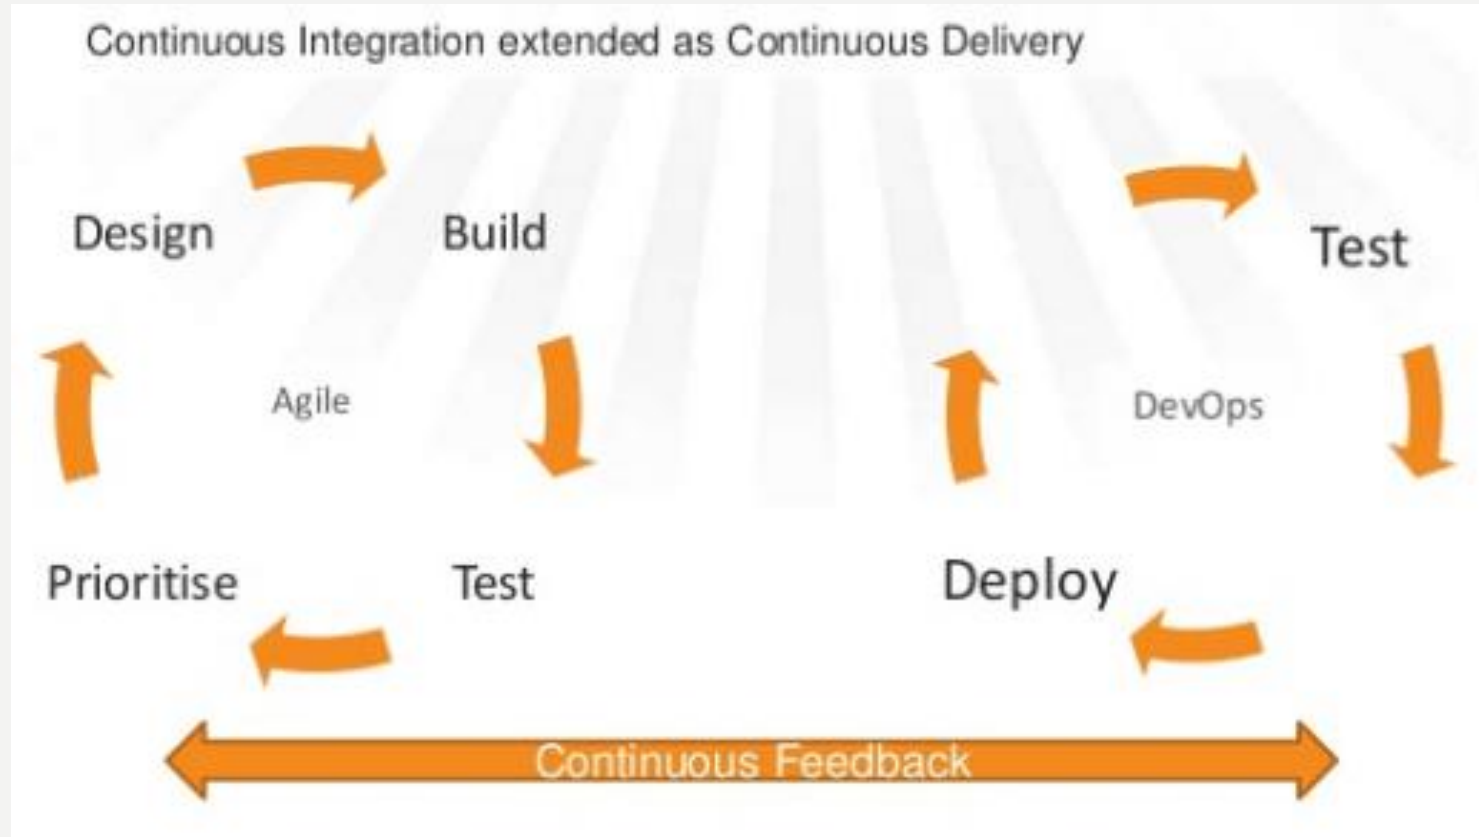 Continuous Integration extended as Continuous Delivery
Design
Build
Test
Agile
DevOps
Prioritise
Test
Deploy
Continuous Feedback